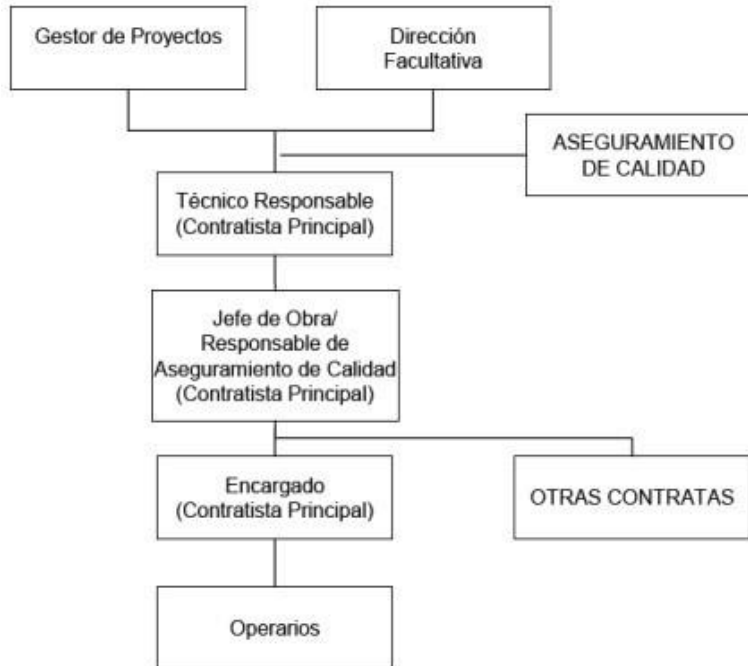 Gestor de Proyectos
Dirección
Facultativa
ASEGURAMIENTO
DE CALIDAD
Técnico Responsable
(Contratista Principal)
Jefe de Obra/
Responsable de
Aseguramiento de Calidad
(Contratista Principal)
Encargado
(Contratista Principal)
OTRAS CONTRATAS
Operarios